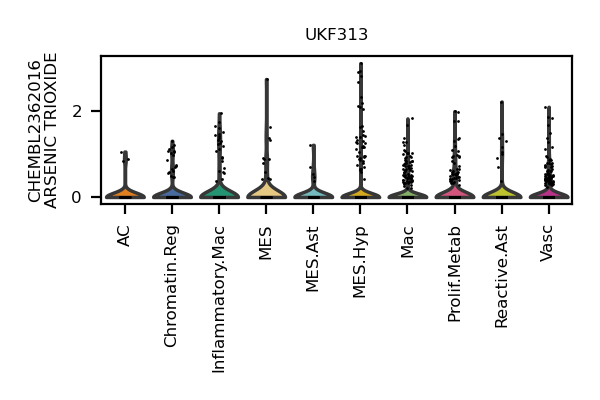 UKF313
CHEMBL2362016
ARSENIC TRIOXIDE
2
0
AC
Chromatin.Reg
Inflammatory.Mac
MES
MES.Ast
MES.Hyp
Mac
Prolif.Metab
Reactive.Ast
Vasc